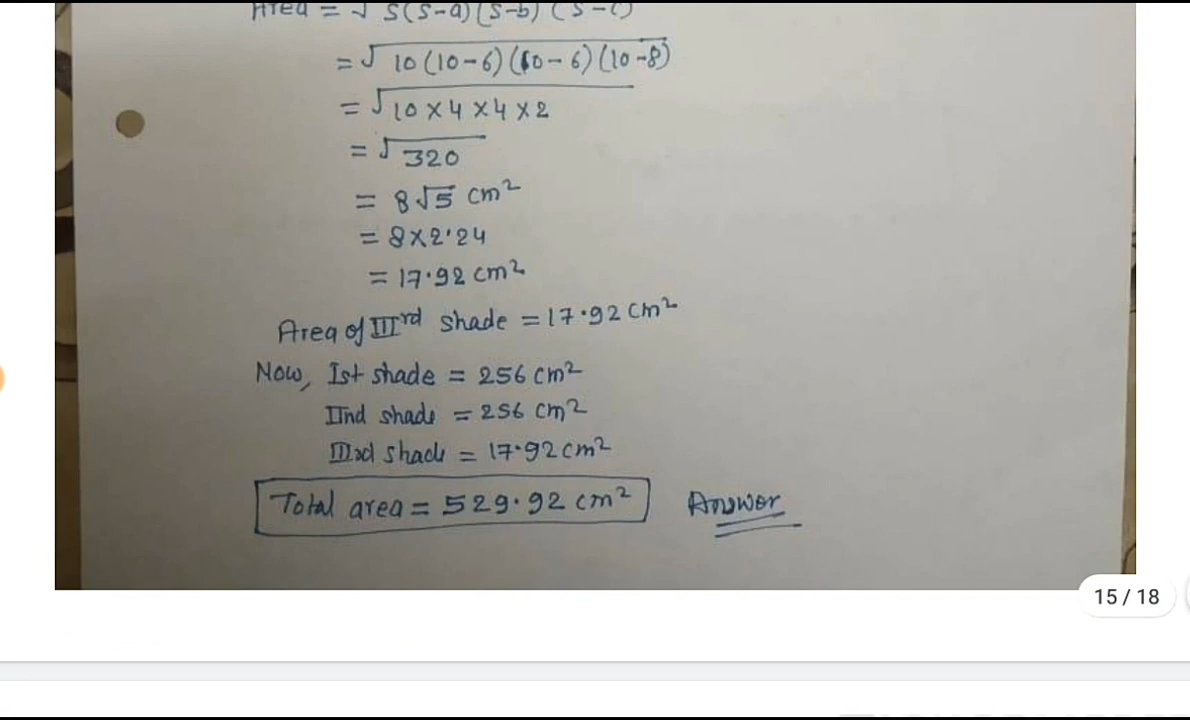 Area = √ S(S-a)(S-b) (S-c)
= √10(10-6)(10-6)(10-8)
= √10×4×4×2
= √320
= 8√5 cm²
= 8×2.24
= 17.92 cm²
Area of IIIrd shade = 17.92 cm²
Now, Ist shade = 256 cm²
IInd shade = 256 cm²
IIIrd shade = 17.92 cm²
Total area = 529.92 cm² Answer
15 / 18